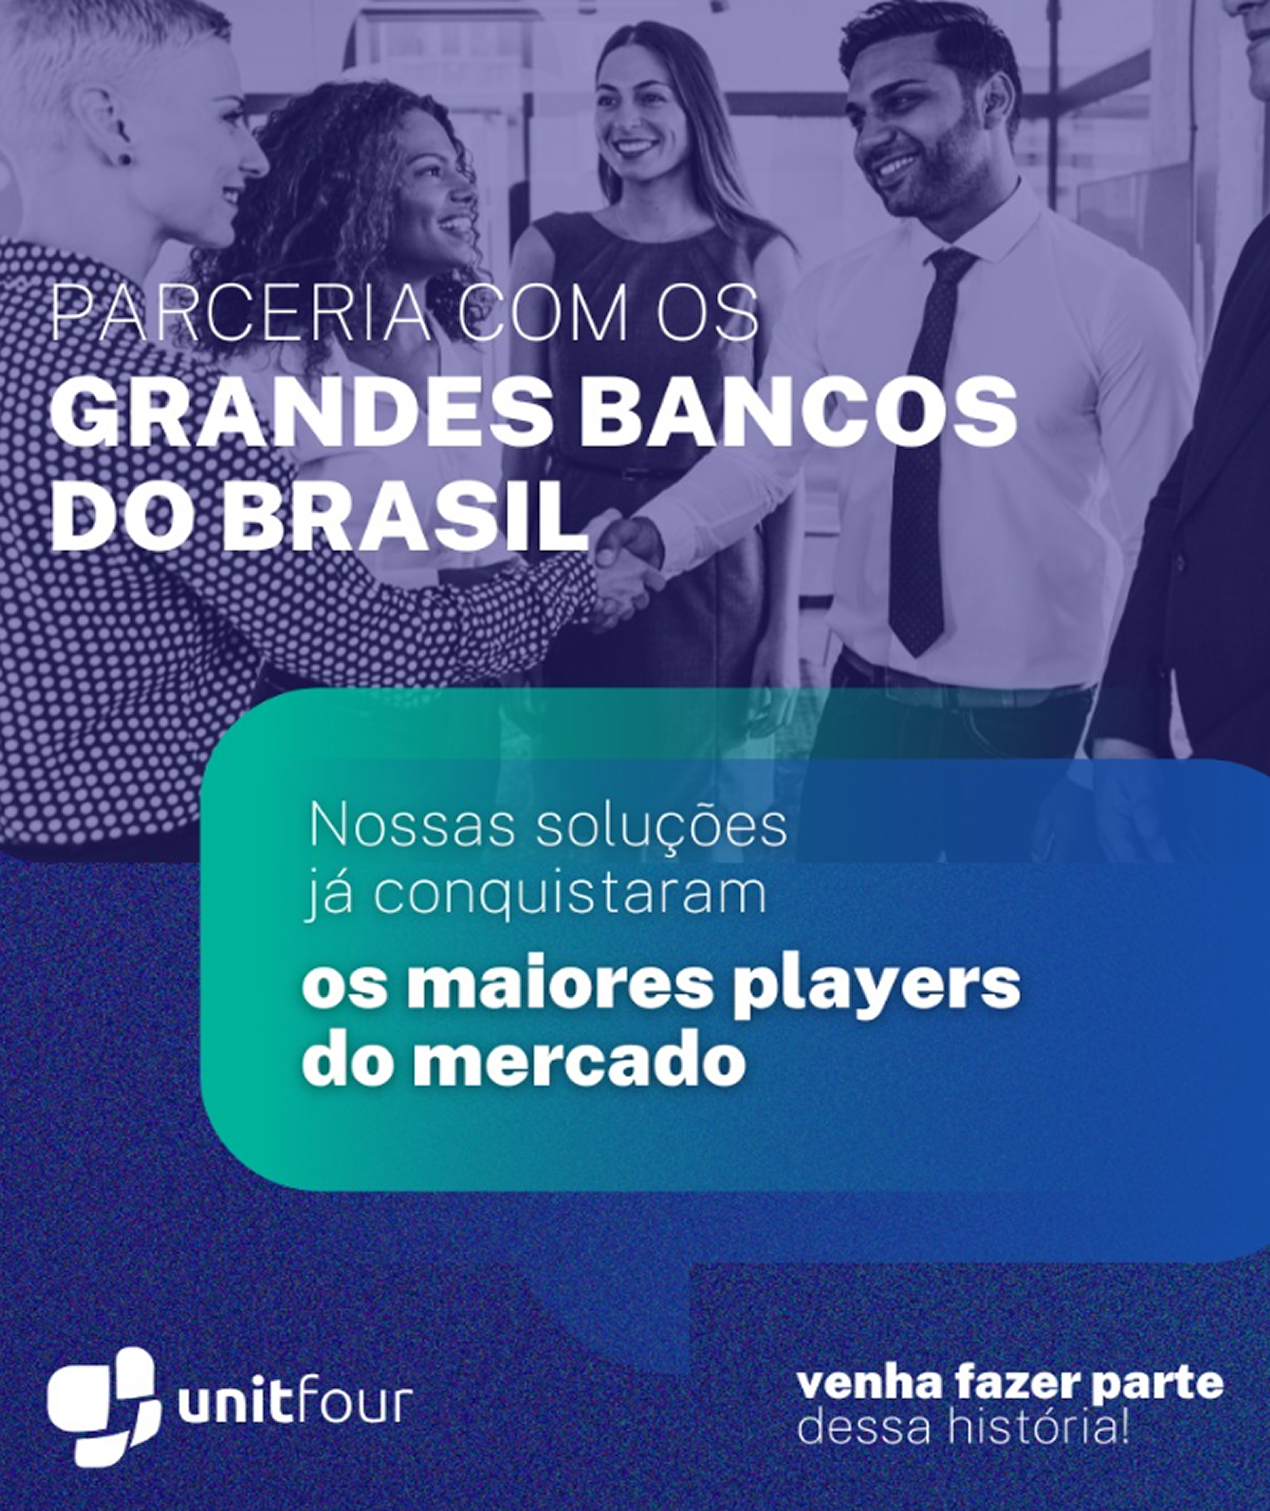 PARCERIA COM OS
GRANDES BANCOS
DO BRASIL
Nossas soluções
já conquistaram
os maiores players
do mercado
unitfour
venha fazer parte
dessa história!